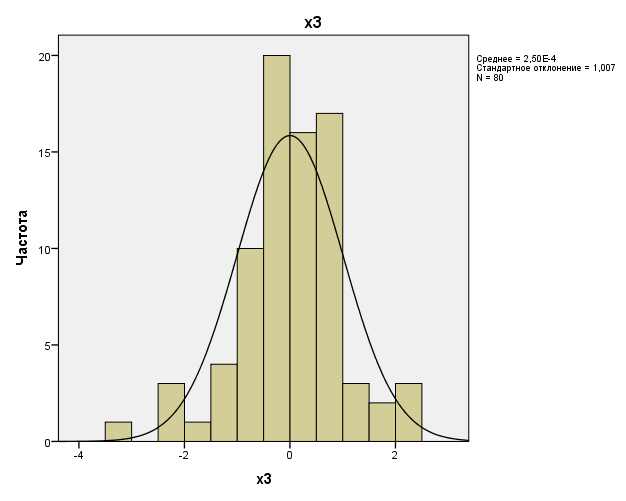 x3
Среднее = 2,50E-4
Стандартное отклонение = 1,007
N = 80
Частота
20
15
10
5
0
-4
-2
0
2
x3